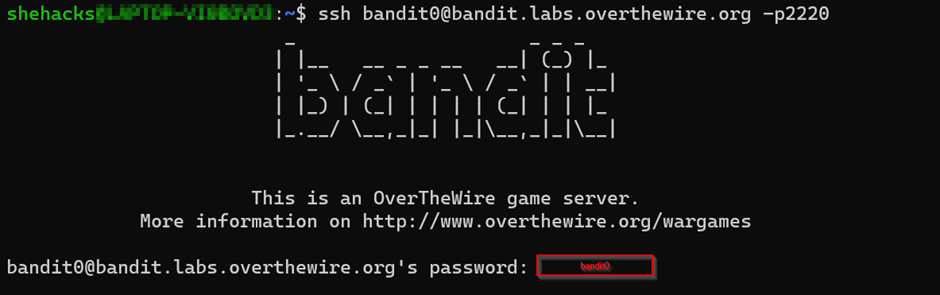 shehacks :~$ ssh bandit0@bandit.labs.overthewire.org -p2220
bandit
This is an OverTheWire game server.
More information on http://www.overthewire.org/wargames
bandit0@bandit.labs.overthewire.org's password: bandit0